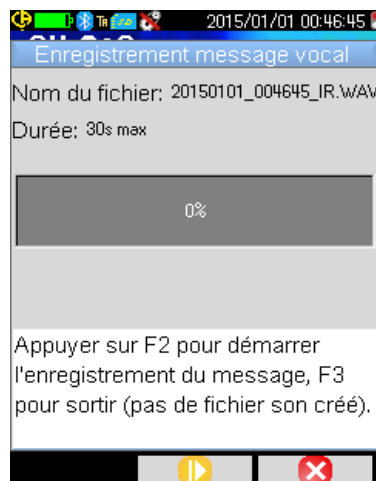 2015/01/01 00:46:45
Enregistrement message vocal
Nom du fichier: 20150101_004645_IR.WAV
Durée: 30s max
0%
Appuyer sur F2 pour démarrer
l'enregistrement du message, F3
pour sortir (pas de fichier son créé).